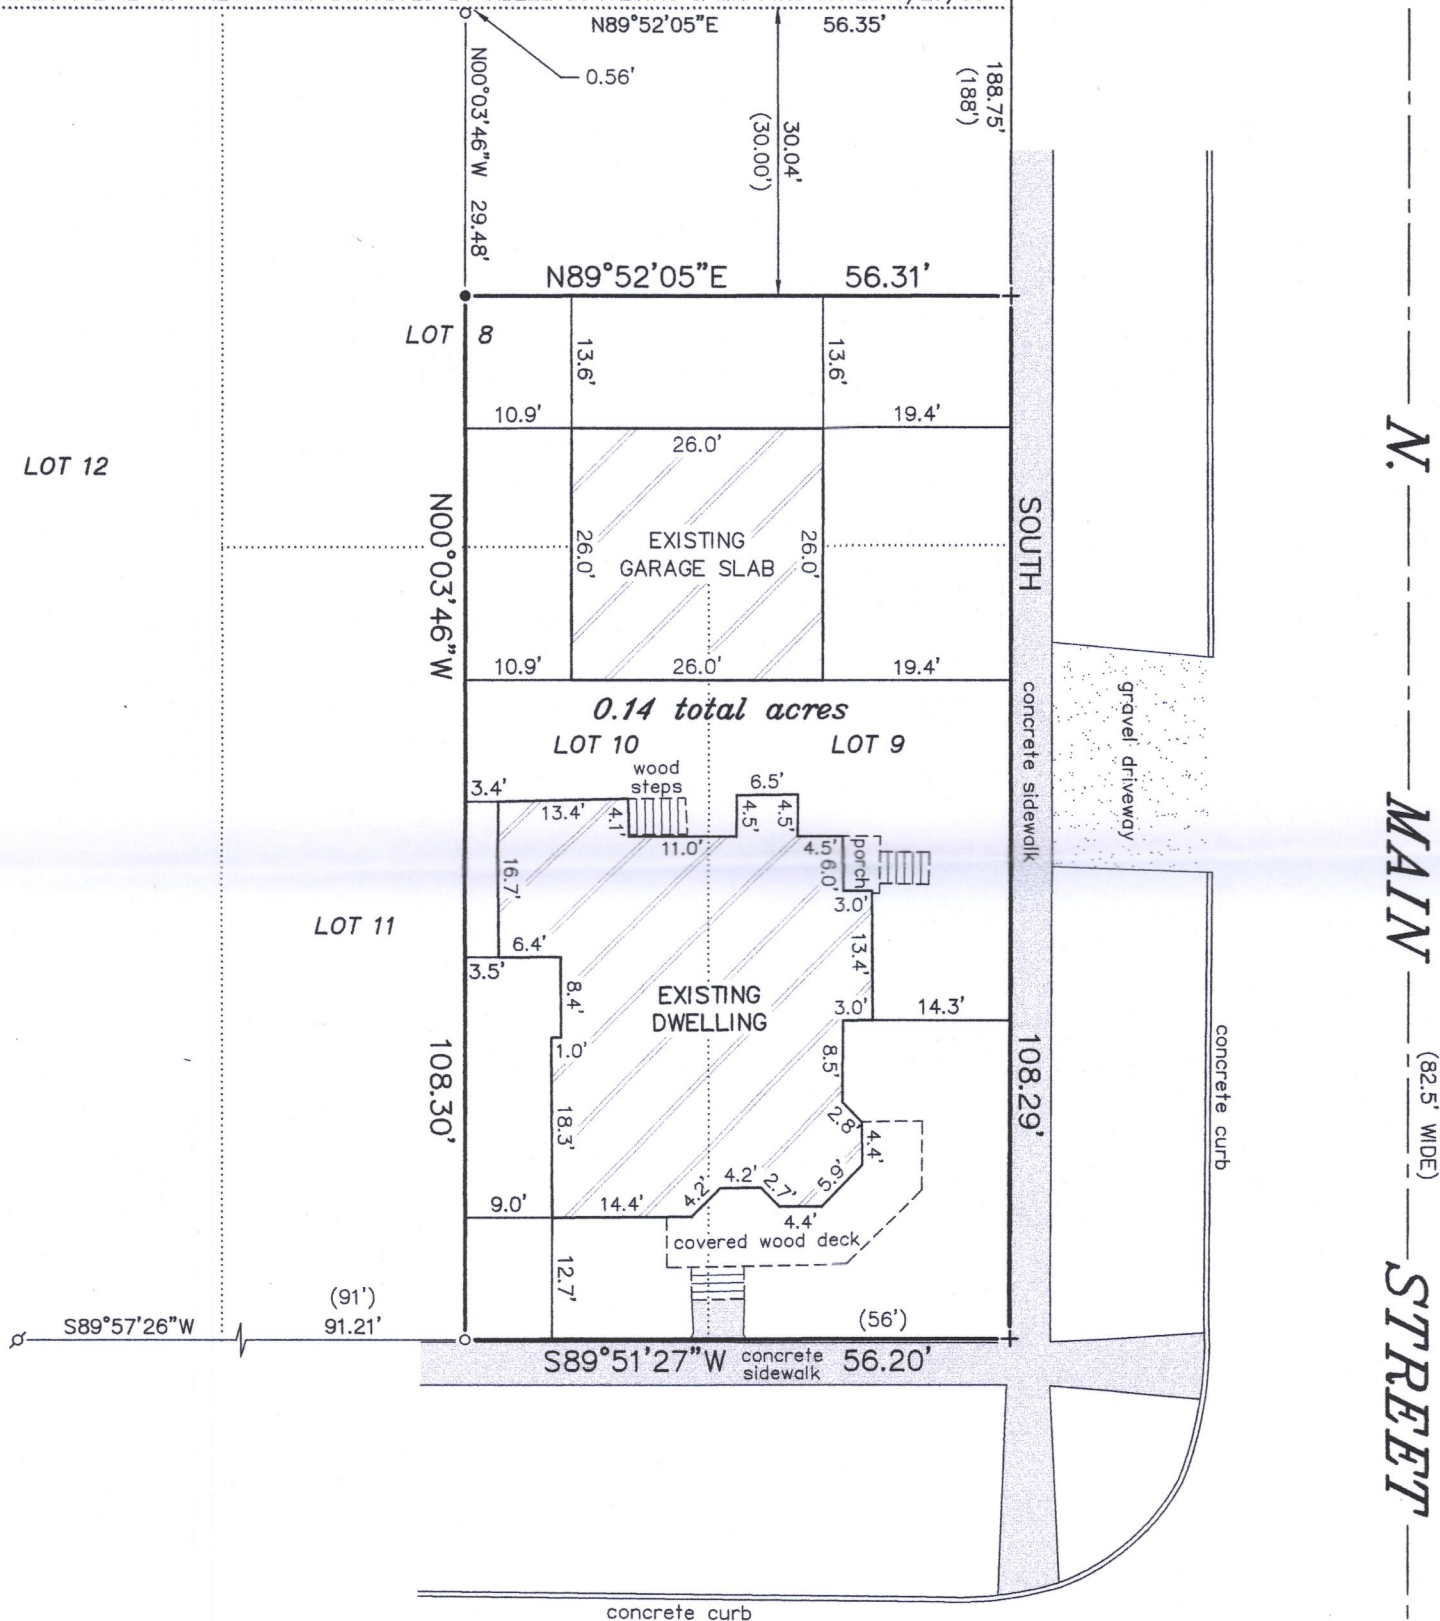 N89°52'05"E 56.35'
0.56'
N00°03'46"W 29.48'
30.04'
(30.00')
188.75'
(188')
N89°52'05"E 56.31'
LOT 8
13.6'
13.6'
10.9'
19.4'
26.0'
LOT 12
N00°03'46"W
26.0'
EXISTING
GARAGE SLAB
26.0'
SOUTH
10.9'
26.0'
19.4'
0.14 total acres
LOT 10
LOT 9
concrete sidewalk
gravel driveway
wood
steps
3.4'
13.4'
4.1'
11.0'
6.5'
4.5'
4.5'
4.5'
6.0'
porch
3.0'
16.7'
13.4'
LOT 11
6.4'
3.5'
8.4'
EXISTING
DWELLING
3.0'
14.3'
1.0'
8.5'
108.30'
108.29'
concrete curb
18.3'
2.8'
4.4'
5.9'
4.2'
4.2'
2.7'
4.4'
9.0'
14.4'
covered wood deck
12.7'
(91')
S89°57'26"W 91.21'
(56')
S89°51'27"W concrete 56.20'
sidewalk
concrete curb
N. MAIN STREET
(82.5' WIDE)